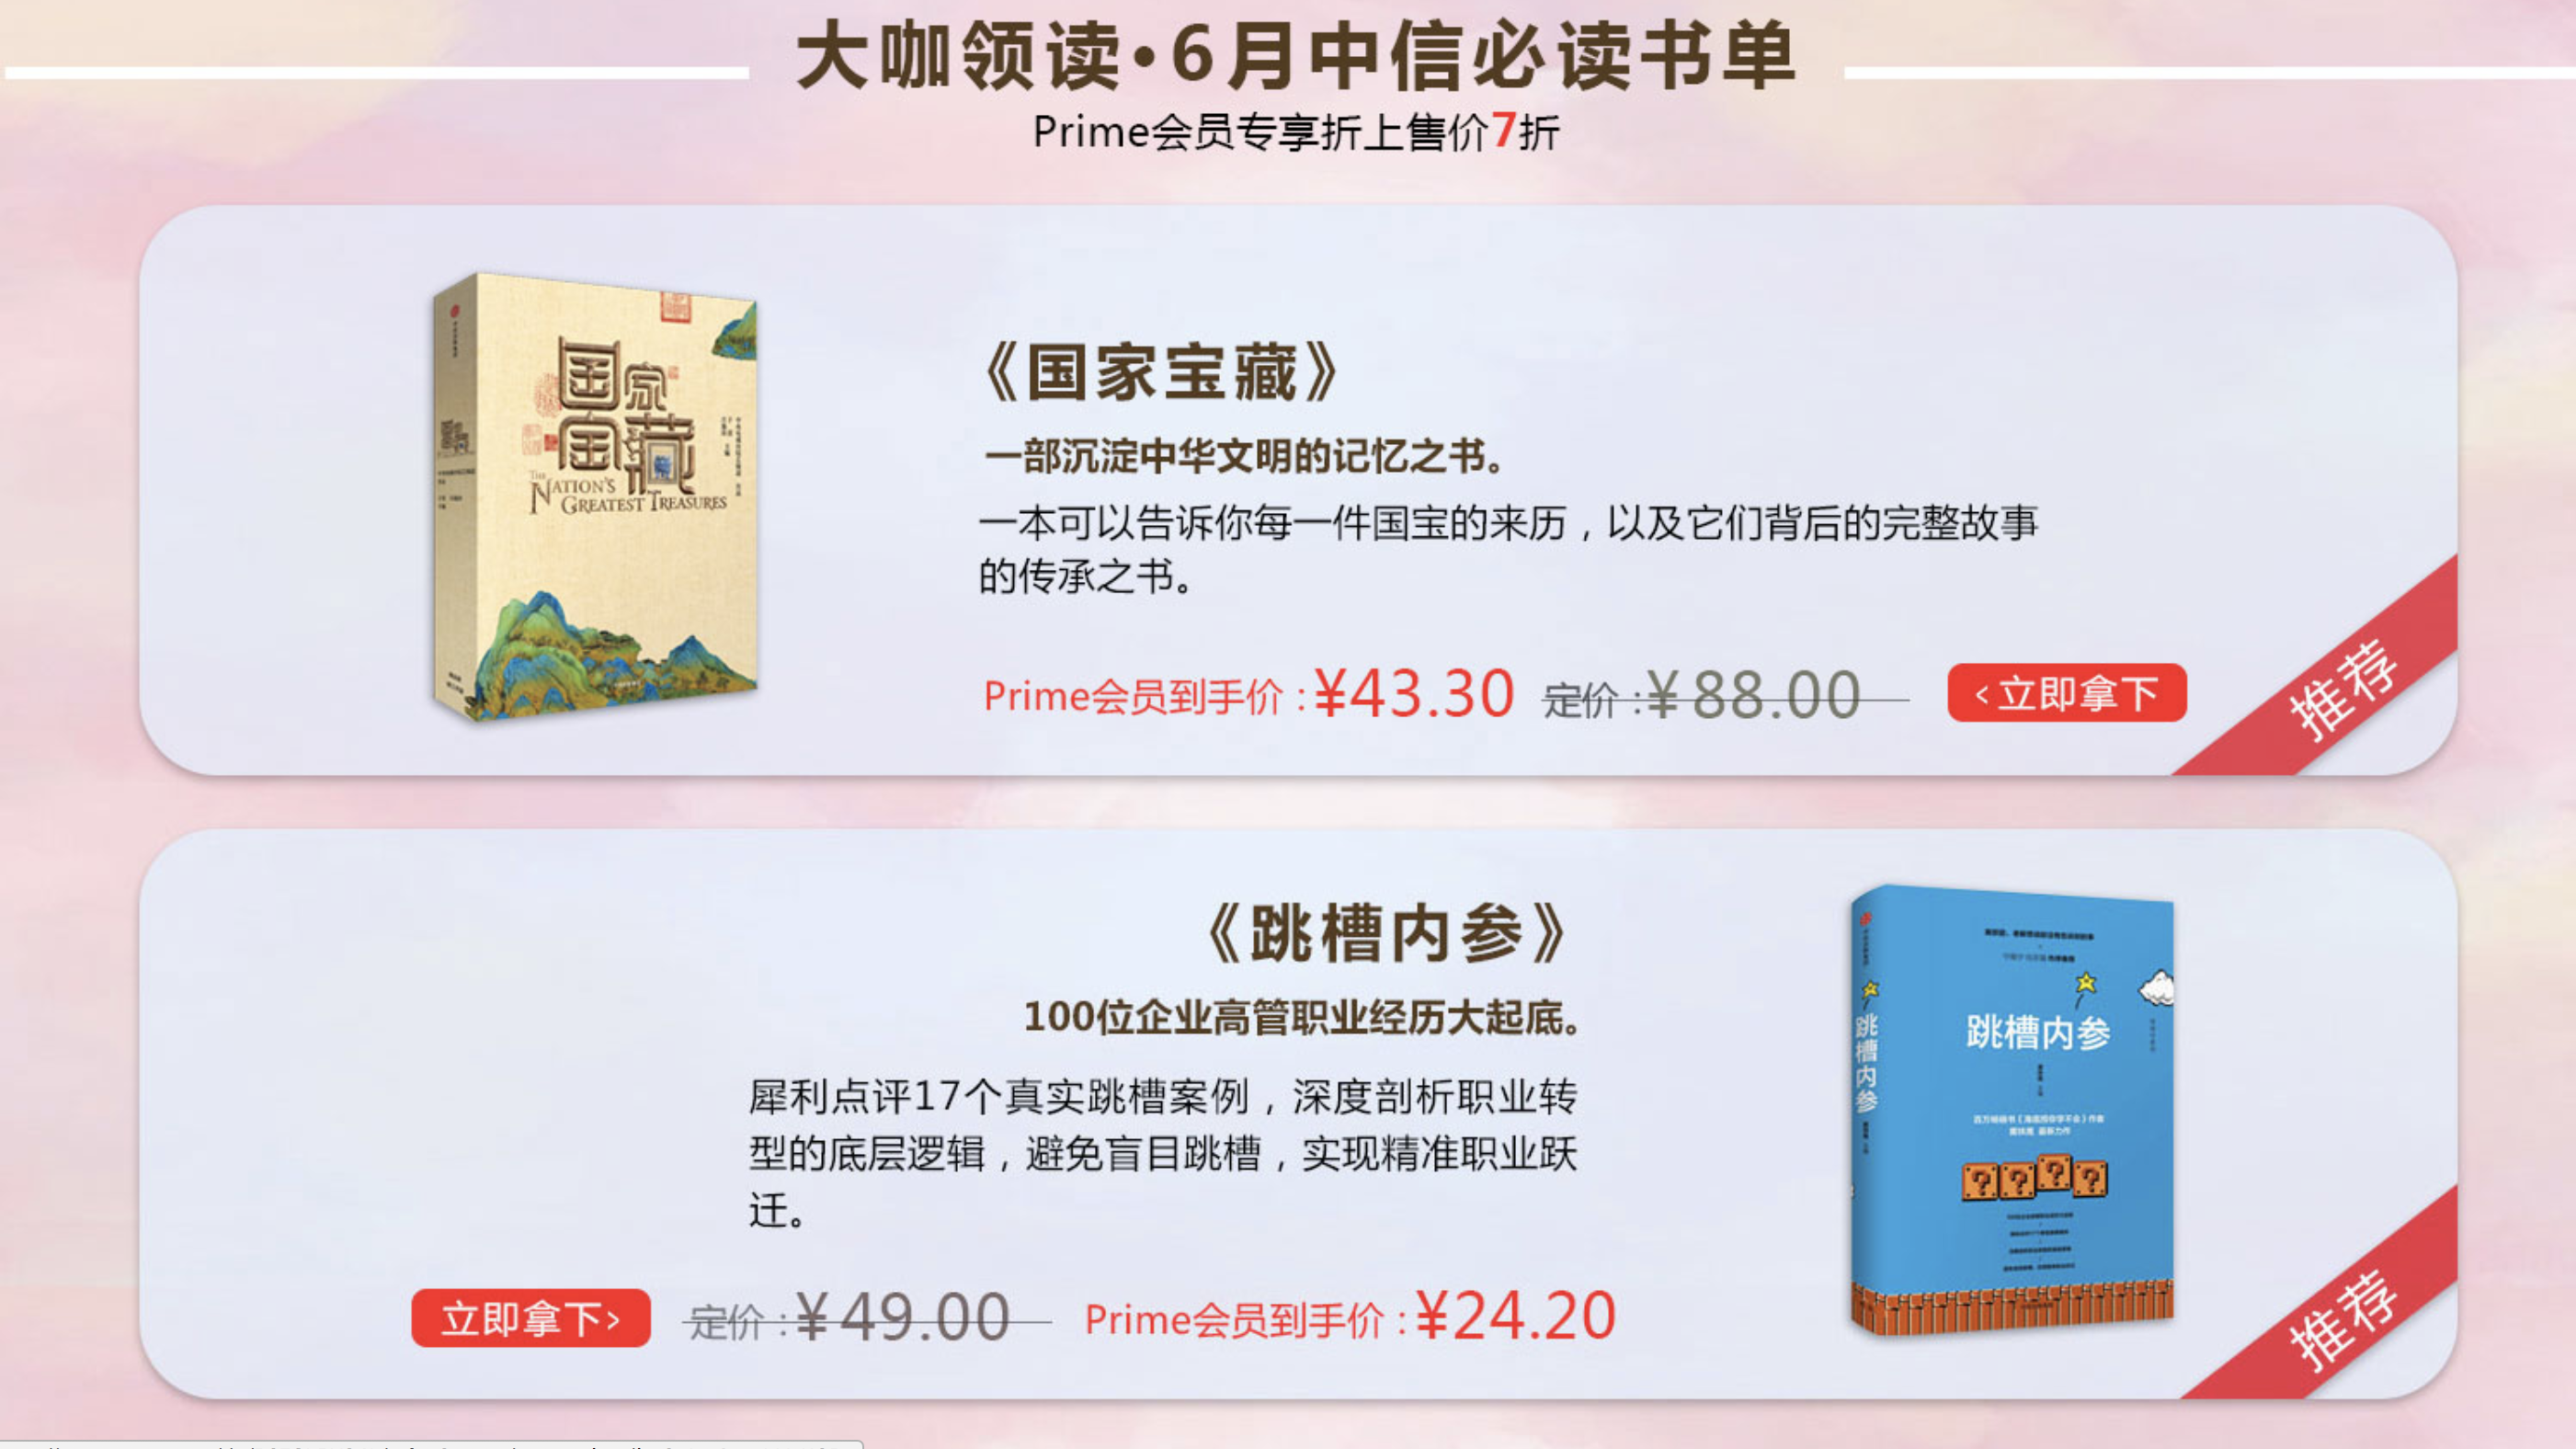 大咖领读·6月中信必读书单
Prime会员专享折上售价7折
国家
宝藏
THE
NATION'S
GREATEST TREASURES
《国家宝藏》
一部沉淀中华文明的记忆之书。
一本可以告诉你每一件国宝的来历，以及它们背后的完整故事
的传承之书。
Prime会员到手价：¥43.30 定价：¥88.00 ‹立即拿下
推荐
《跳槽内参》
100位企业高管职业经历大起底。
犀利点评17个真实跳槽案例，深度剖析职业转
型的底层逻辑，避免盲目跳槽，实现精准职业跃
迁。
立即拿下› 定价：¥49.00 Prime会员到手价：¥24.20
跳槽内参
跳槽内参
推荐